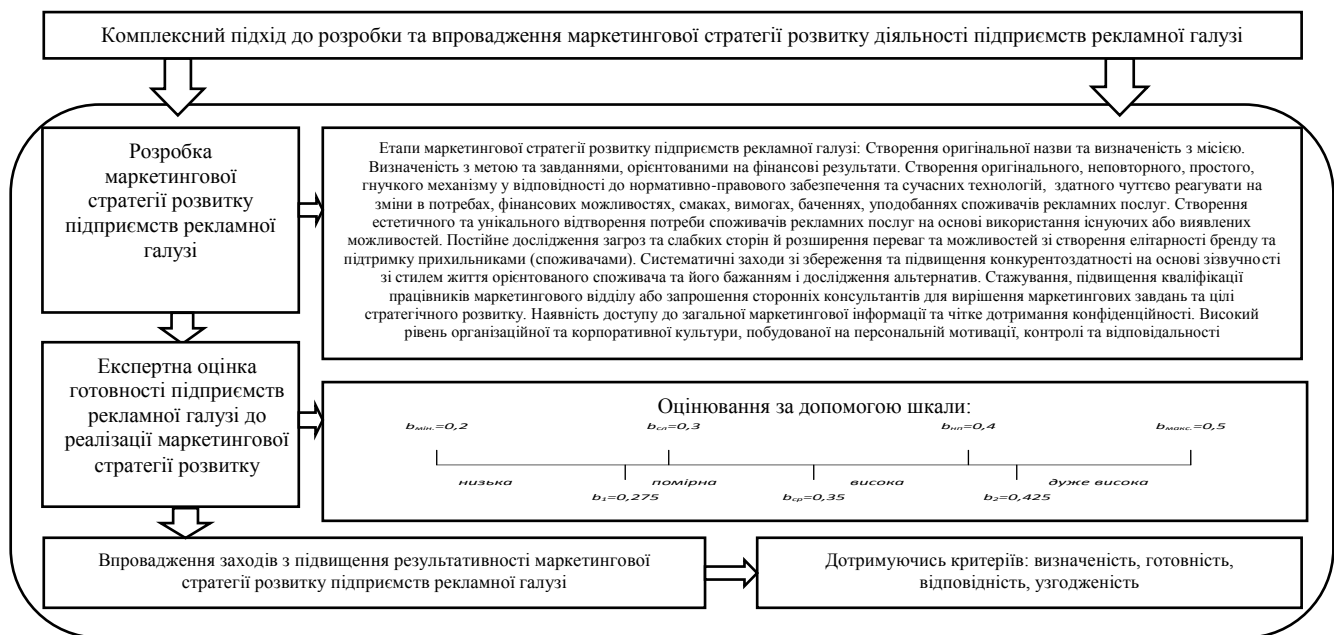 Комплексний підхід до розробки та впровадження маркетингової стратегії розвитку діяльності підприємств рекламної галузі
Розробка
маркетингової
стратегії розвитку
підприємств рекламної
галузі
Етапи маркетингової стратегії розвитку підприємств рекламної галузі: Створення оригінальної назви та визначеність з місією.
Визначеність з метою та завданнями, орієнтованими на фінансові результати. Створення оригінального, неповторного, простого,
гнучкого механізму у відповідності до нормативно-правового забезпечення та сучасних технологій, здатного чуттєво реагувати на
зміни в потребах, фінансових можливостях, смаках, вимогах, баченнях, уподобаннях споживачів рекламних послуг. Створення
естетичного та унікального відтворення потреби споживачів рекламних послуг на основі використання існуючих або виявлених
можливостей. Постійне дослідження загроз та слабких сторін й розширення переваг та можливостей зі створення елітарності бренду та
підтримку прихильниками (споживачами). Систематичні заходи зі збереження та підвищення конкурентоздатності на основі зізвучності
зі стилем життя орієнтованого споживача та його бажанням і дослідження альтернатив. Стажування, підвищення кваліфікації
працівників маркетингового відділу або запрошення сторонніх консультантів для вирішення маркетингових завдань та цілі
стратегічного розвитку. Наявність доступу до загальної маркетингової інформації та чітке дотримання конфіденційності. Високий
рівень організаційної та корпоративної культури, побудованої на персональній мотивації, контролі та відповідальності
Експертна оцінка
готовності підприємств
рекламної галузі до
реалізації маркетингової
стратегії розвитку
Оцінювання за допомогою шкали:
bмін.=0,2 bсл=0,3 bнп=0,4 bмакс.=0,5
низька помірна висока дуже висока
b1=0,275 bср=0,35 b2=0,425
Впровадження заходів з підвищення результативності маркетингової
стратегії розвитку підприємств рекламної галузі
Дотримуючись критеріїв: визначеність, готовність,
відповідність, узгодженість